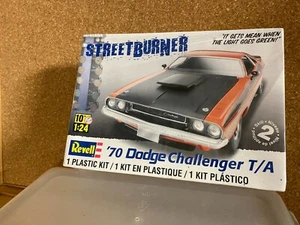 STREETBURNER
"IT GETS MEAN WHEN
THE LIGHT GOES GREEN!"
10+
1:24
2
Revell
'70 Dodge Challenger T/A
1 PLASTIC KIT / 1 KIT EN PLASTIQUE / 1 KIT PLÁSTICO